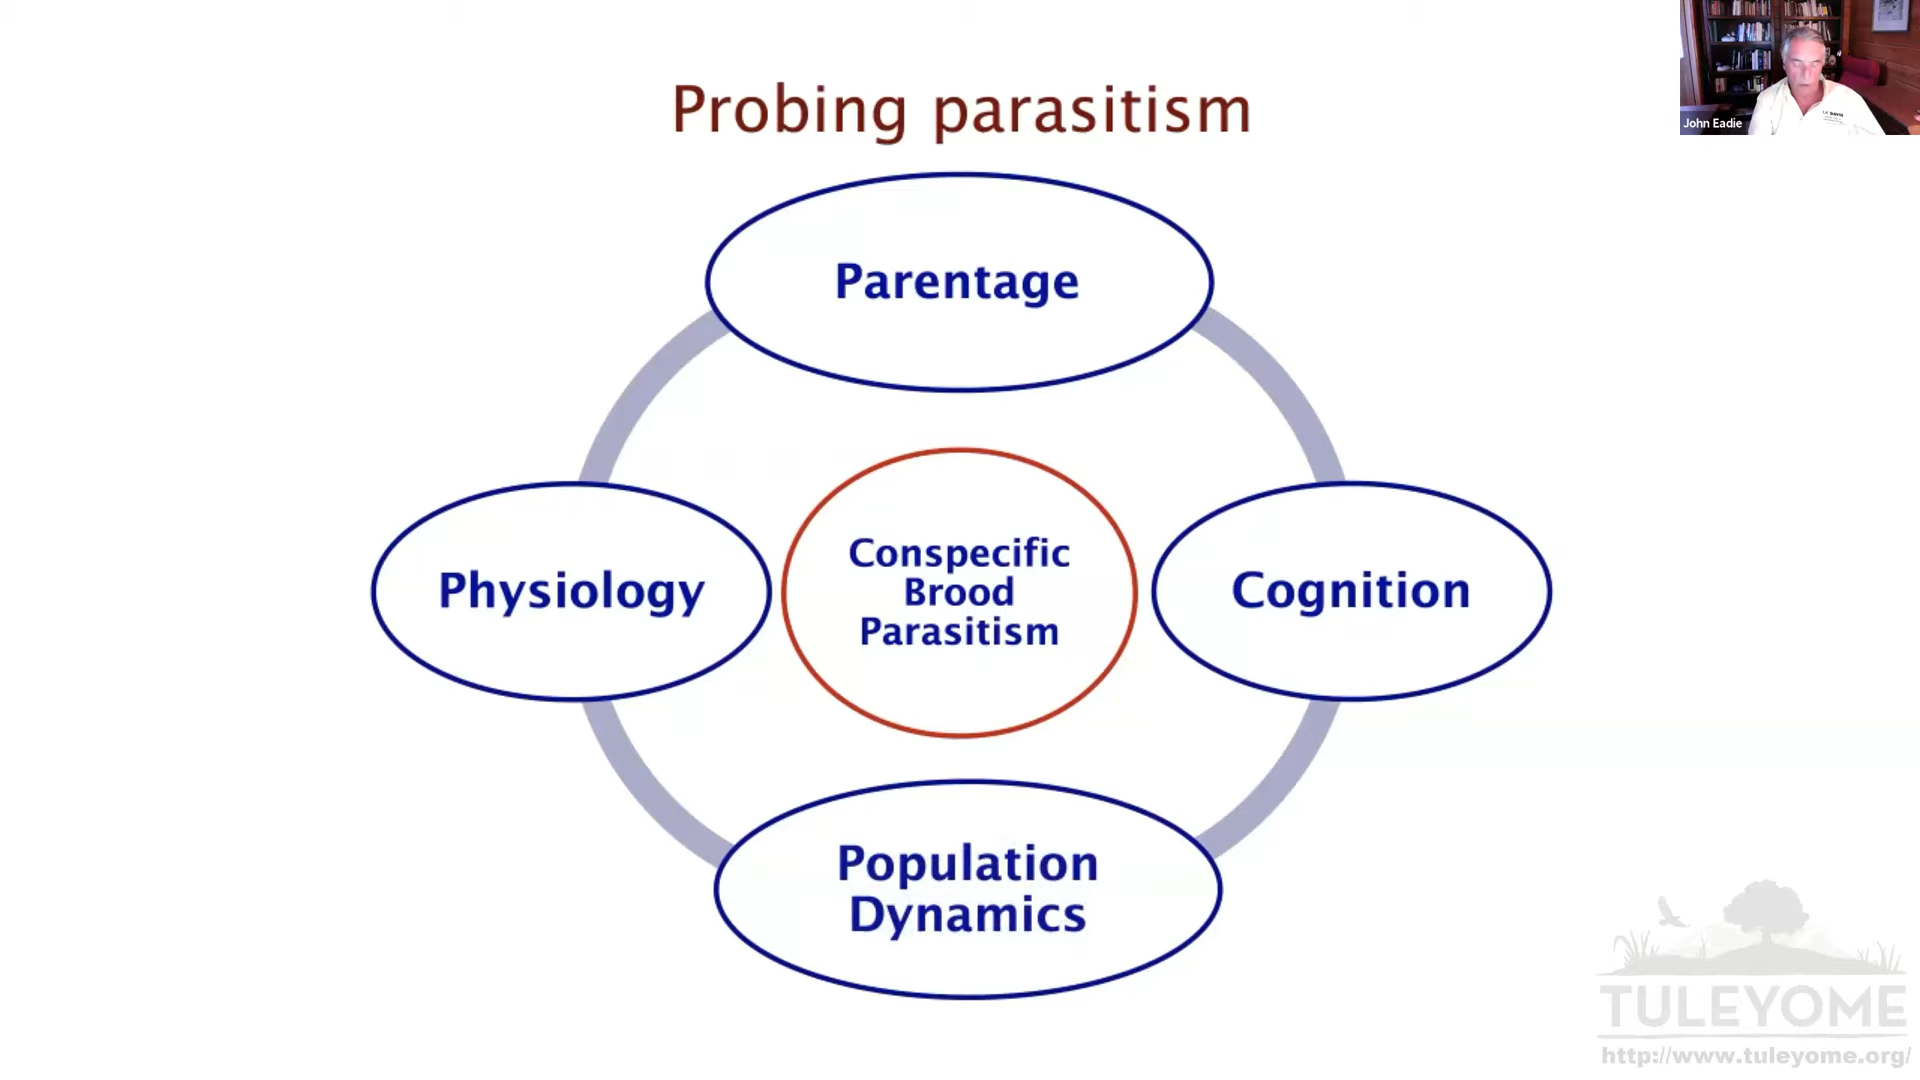 Probing parasitism
John Eadie
Parentage
Physiology
Conspecific
Brood
Parasitism
Cognition
Population
Dynamics
TULEYOME
http://www.tuleyome.org/